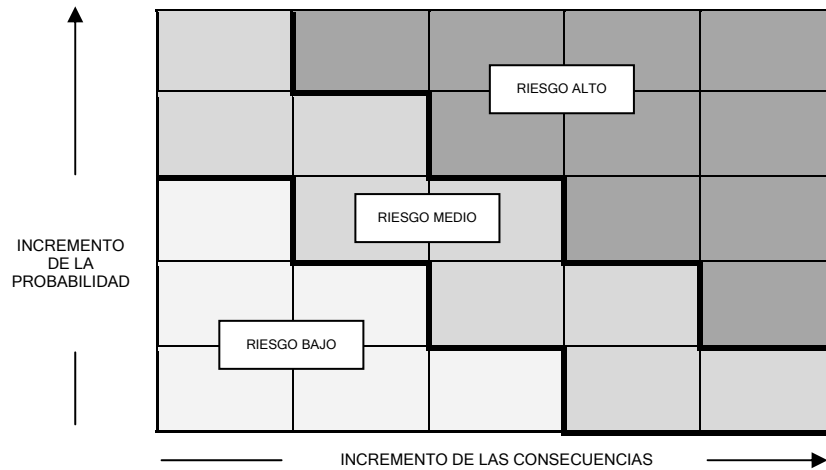 RIESGO ALTO
RIESGO MEDIO
INCREMENTO
DE LA
PROBABILIDAD
RIESGO BAJO
INCREMENTO DE LAS CONSECUENCIAS